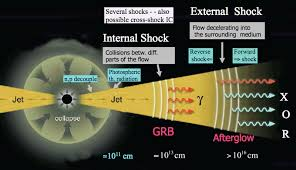 Several shocks - - also
possible cross-shock IC
External Shock
Flow decelerating into
the surrounding medium
Internal Shock
Collisions betw. diff.
parts of the flow
Reverse
shock⇐
Forward
⇒ shock
n,p decouple
Photospheric
th. radiation
Jet
Jet
collapse
γ
X
O
R
GRB
Afterglow
≈10¹¹ cm
≈10¹³ cm
>10¹⁶ cm